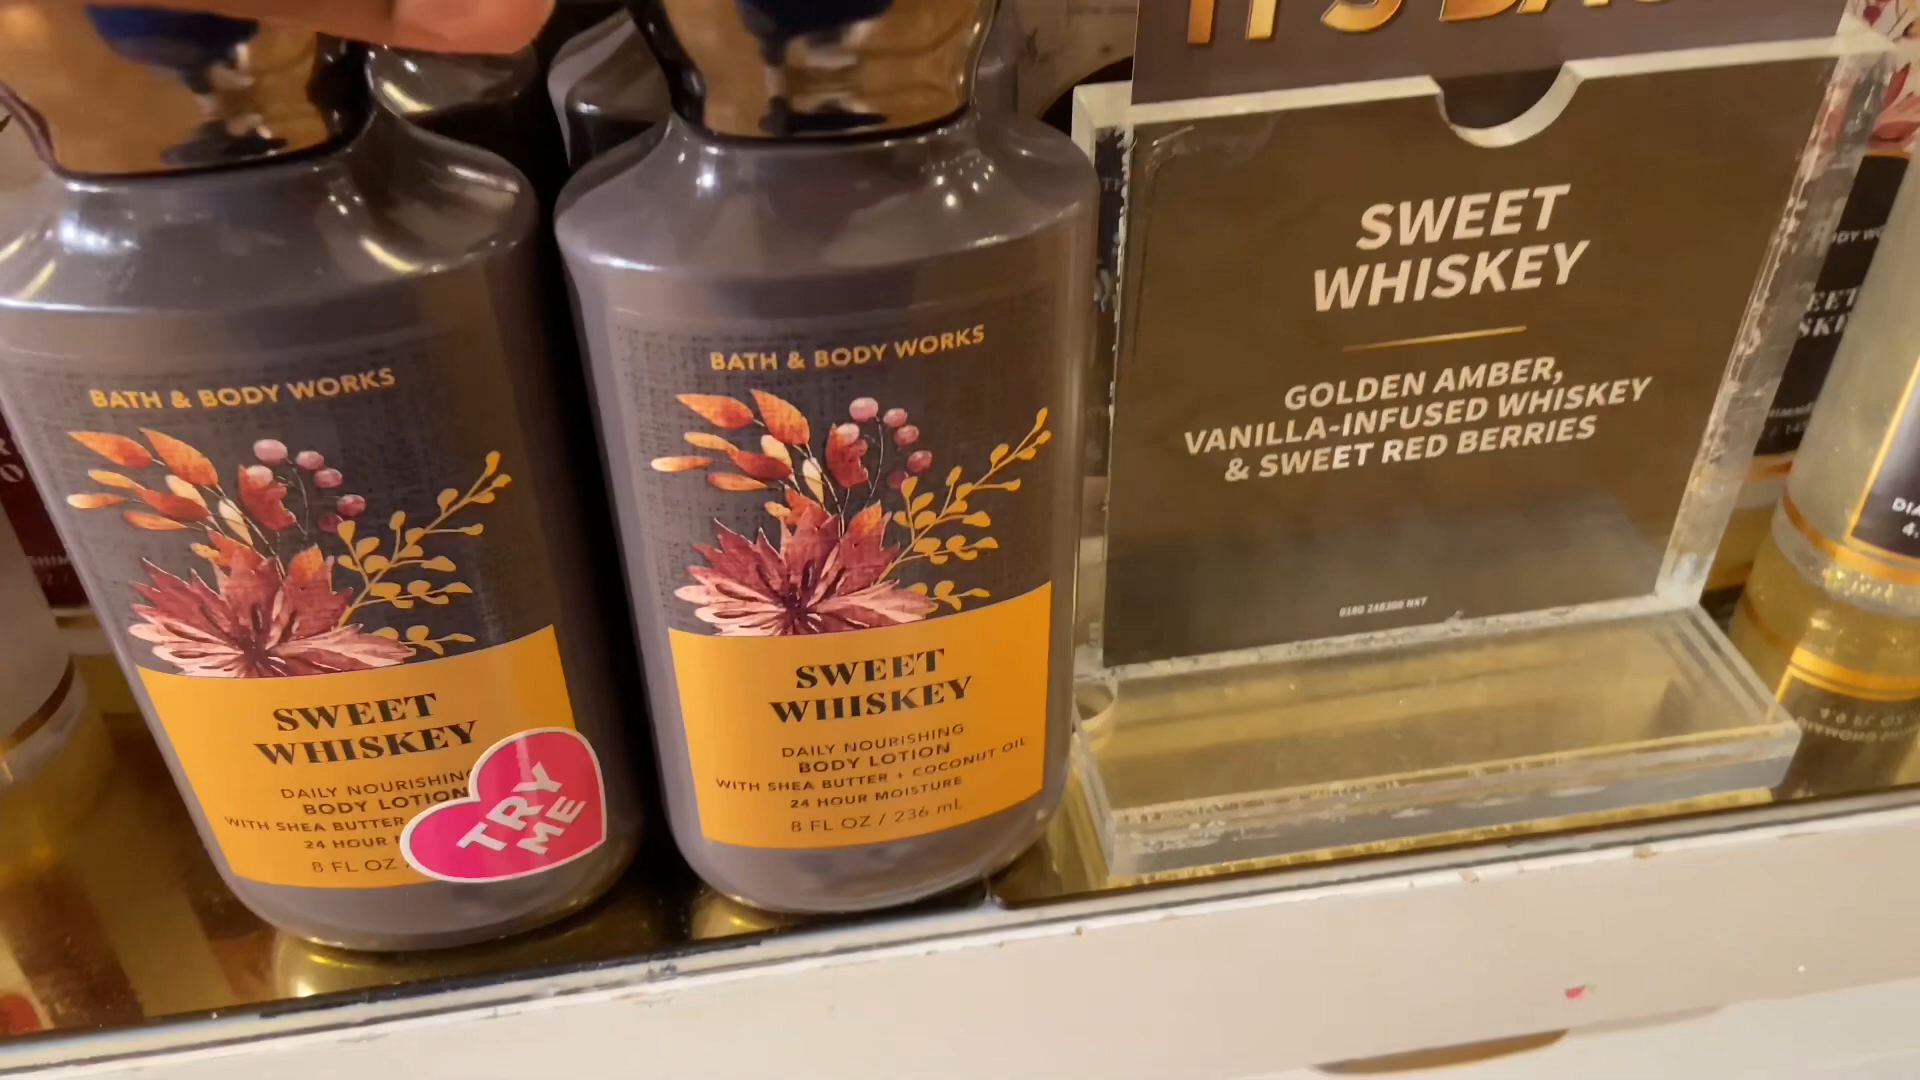 BATH & BODY WORKS
SWEET
WHISKEY
DAILY NOURISHING
BODY LOTION
WITH SHEA BUTTER
24 HOUR
8 FL OZ /
TRY
ME
BATH & BODY WORKS
SWEET
WHISKEY
DAILY NOURISHING
BODY LOTION
WITH SHEA BUTTER + COCONUT OIL
24 HOUR MOISTURE
8 FL OZ / 236 mL
IT'S
SWEET
WHISKEY
GOLDEN AMBER,
VANILLA-INFUSED WHISKEY
& SWEET RED BERRIES